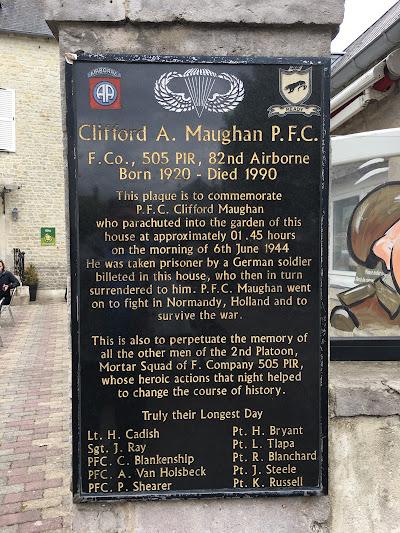 AIRBORNE
AA
READY
Clifford A. Maughan P.F.C.
F.Co., 505 PIR, 82nd Airborne
Born 1920 - Died 1990
This plaque is to commemorate
P.F.C. Clifford Maughan
who parachuted into the garden of this
house at approximately 01.45 hours
on the morning of 6th June 1944
He was taken prisoner by a German soldier
billeted in this house, who then in turn
surrendered to him. P.F.C. Maughan went
on to fight in Normandy, Holland and to
survive the war.
This is also to perpetuate the memory of
all the other men of the 2nd Platoon,
Mortar Squad of F. Company 505 PIR,
whose heroic actions that night helped
to change the course of history.
Truly their Longest Day
Lt. H. Cadish
Sgt. J. Ray
PFC. C. Blankenship
PFC. A. Van Holsbeck
PFC. P. Shearer
Pt. H. Bryant
Pt. L. Tlapa
Pt. R. Blanchard
Pt. J. Steele
Pt. K. Russell